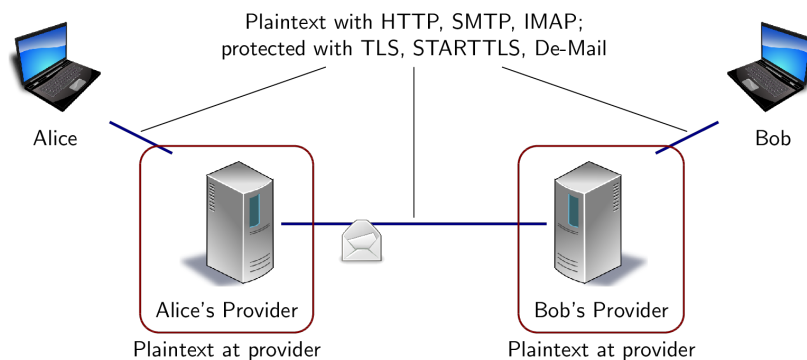 Plaintext with HTTP, SMTP, IMAP;
protected with TLS, STARTTLS, De-Mail
Alice
Bob
Alice's Provider
Bob's Provider
Plaintext at provider
Plaintext at provider